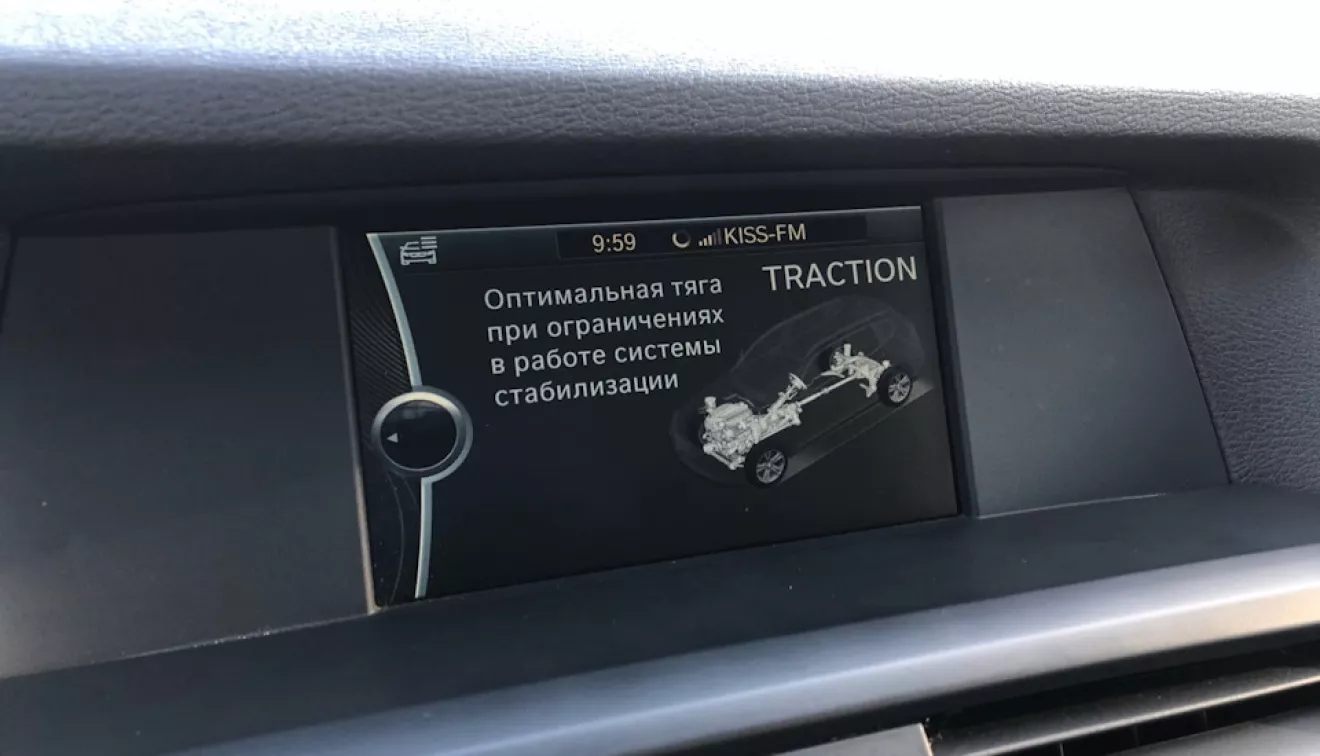 9:59 KISS-FM
TRACTION
Оптимальная тяга
при ограничениях
в работе системы
стабилизации